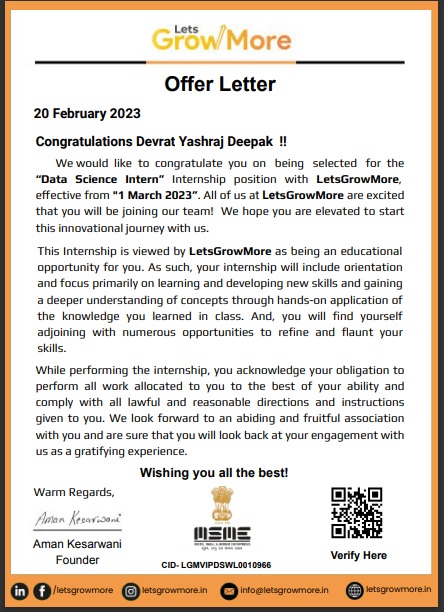 Lets
GrowMore
Offer Letter
20 February 2023
Congratulations Devrat Yashraj Deepak !!
We would like to congratulate you on being selected for the
“Data Science Intern” Internship position with LetsGrowMore,
effective from "1 March 2023”. All of us at LetsGrowMore are excited
that you will be joining our team! We hope you are elevated to start
this innovational journey with us.
This Internship is viewed by LetsGrowMore as being an educational
opportunity for you. As such, your internship will include orientation
and focus primarily on learning and developing new skills and gaining
a deeper understanding of concepts through hands-on application of
the knowledge you learned in class. And, you will find yourself
adjoining with numerous opportunities to refine and flaunt your
skills.
While performing the internship, you acknowledge your obligation to
perform all work allocated to you to the best of your ability and
comply with all lawful and reasonable directions and instructions
given to you. We look forward to an abiding and fruitful association
with you and are sure that you will look back at your engagement with
us as a gratifying experience.
Wishing you all the best!
Warm Regards,
Aman Kesarwani
Aman Kesarwani
Founder
MSME
MICRO, SMALL & MEDIUM ENTERPRISES
CID- LGMVIPDSWL0010966
Verify Here
/letsgrowmore.in
letsgrowmore.in
info@letsgrowmore.in
letsgrowmore.in